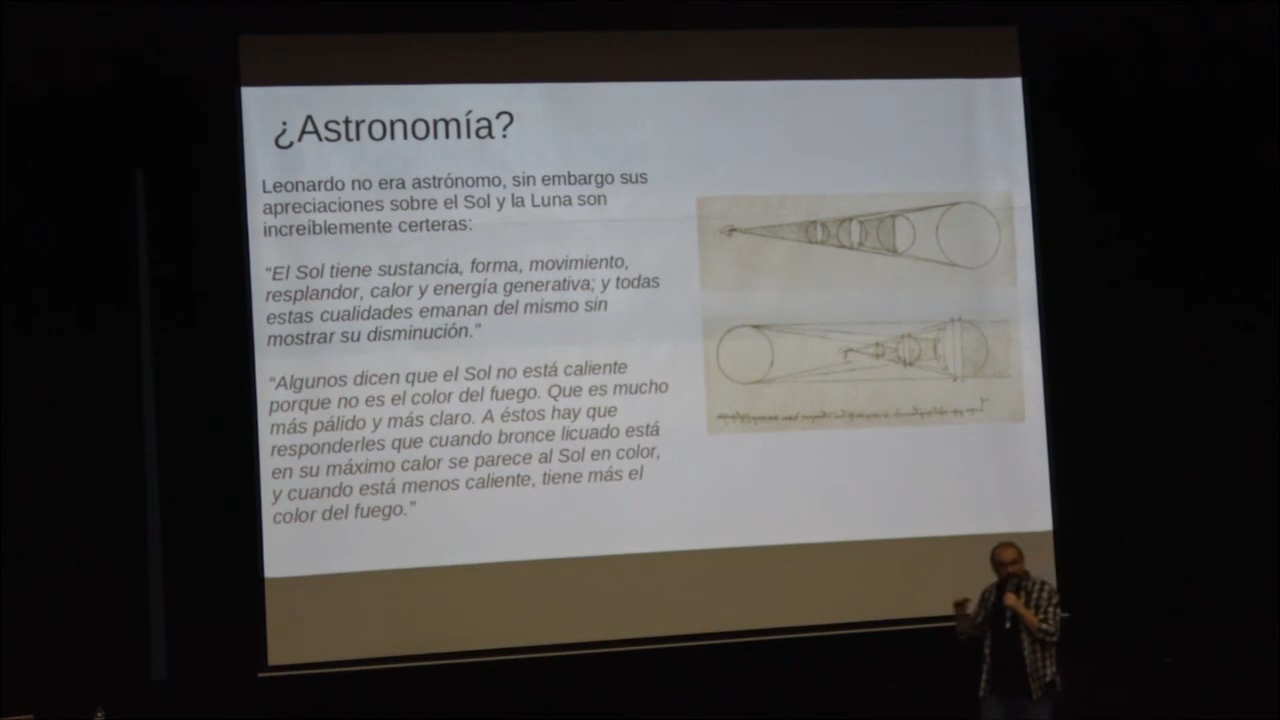 ¿Astronomía?
Leonardo no era astrónomo, sin embargo sus
apreciaciones sobre el Sol y la Luna son
increíblemente certeras:
“El Sol tiene sustancia, forma, movimiento,
resplandor, calor y energía generativa; y todas
estas cualidades emanan del mismo sin
mostrar su disminución.”
“Algunos dicen que el Sol no está caliente
porque no es el color del fuego. Que es mucho
más pálido y más claro. A éstos hay que
responderles que cuando bronce licuado está
en su máximo calor se parece al Sol en color,
y cuando está menos caliente, tiene más el
color del fuego.”